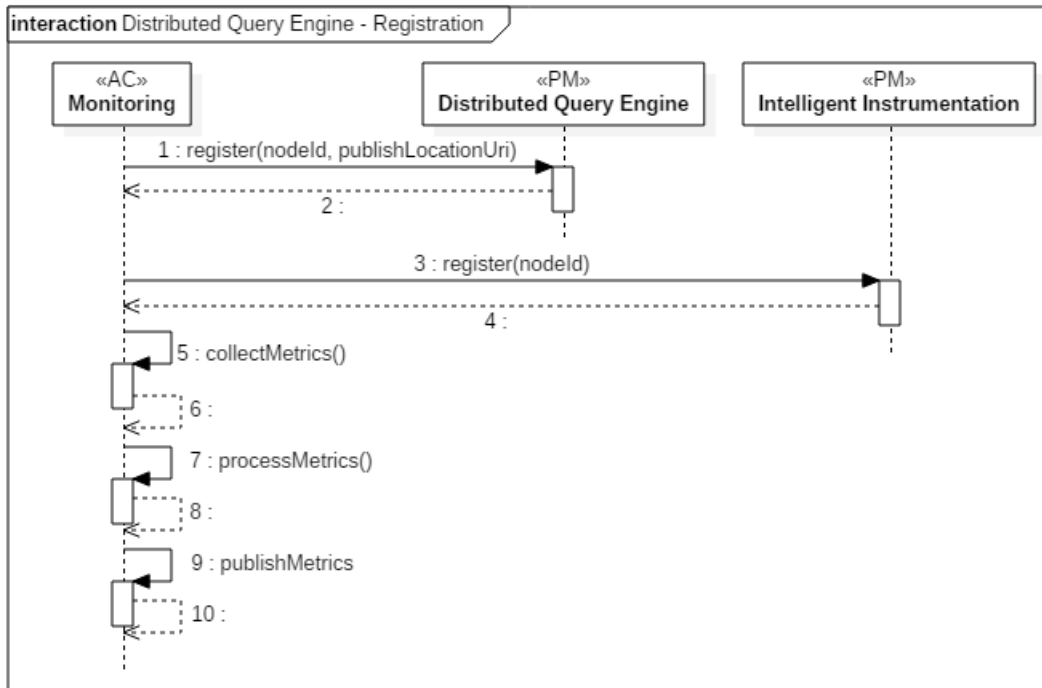 interaction Distributed Query Engine - Registration
«AC»
Monitoring
«PM»
Distributed Query Engine
«PM»
Intelligent Instrumentation
1 : register(nodeId, publishLocationUri)
2 :
3 : register(nodeId)
4 :
5 : collectMetrics()
6 :
7 : processMetrics()
8 :
9 : publishMetrics
10 :